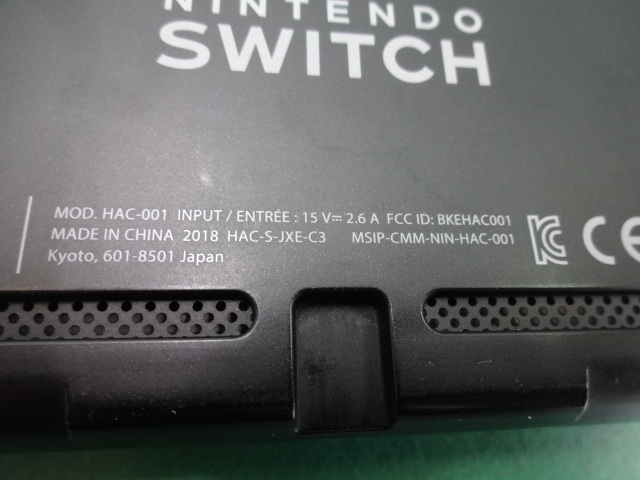 NINTENDO
SWITCH
MOD. HAC-001 INPUT / ENTRÉE : 15 V⎓ 2.6 A FCC ID: BKEHAC001
MADE IN CHINA 2018 HAC-S-JXE-C3 MSIP-CMM-NIN-HAC-001
Kyoto, 601-8501 Japan
CE